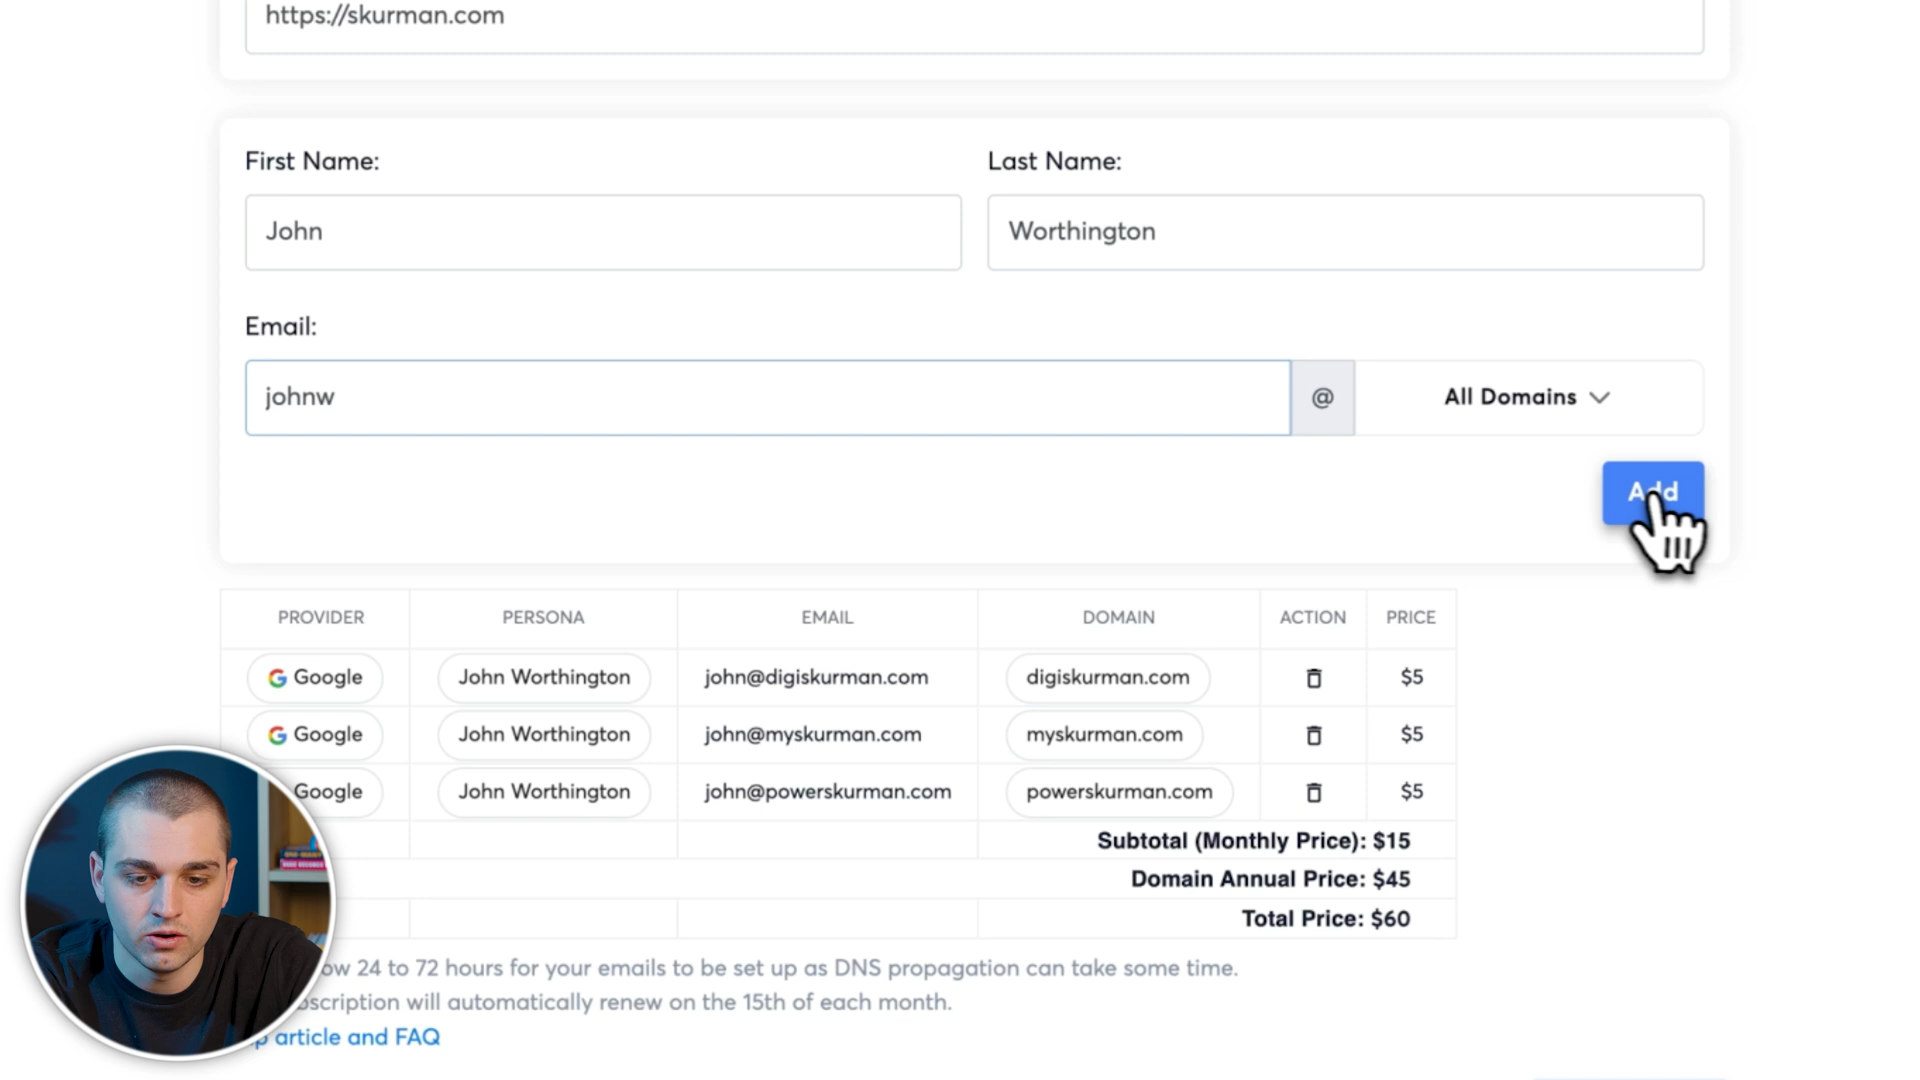 https://skurman.com
First Name: Last Name:
John Worthington
Email:
johnw @ All Domains
Add
PROVIDER PERSONA EMAIL DOMAIN ACTION PRICE
Google John Worthington john@digiskurman.com digiskurman.com $5
Google John Worthington john@myskurman.com myskurman.com $5
Google John Worthington john@powerskurman.com powerskurman.com $5
Subtotal (Monthly Price): $15
Domain Annual Price: $45
Total Price: $60
24 to 72 hours for your emails to be set up as DNS propagation can take some time.
will automatically renew on the 15th of each month.
article and FAQ